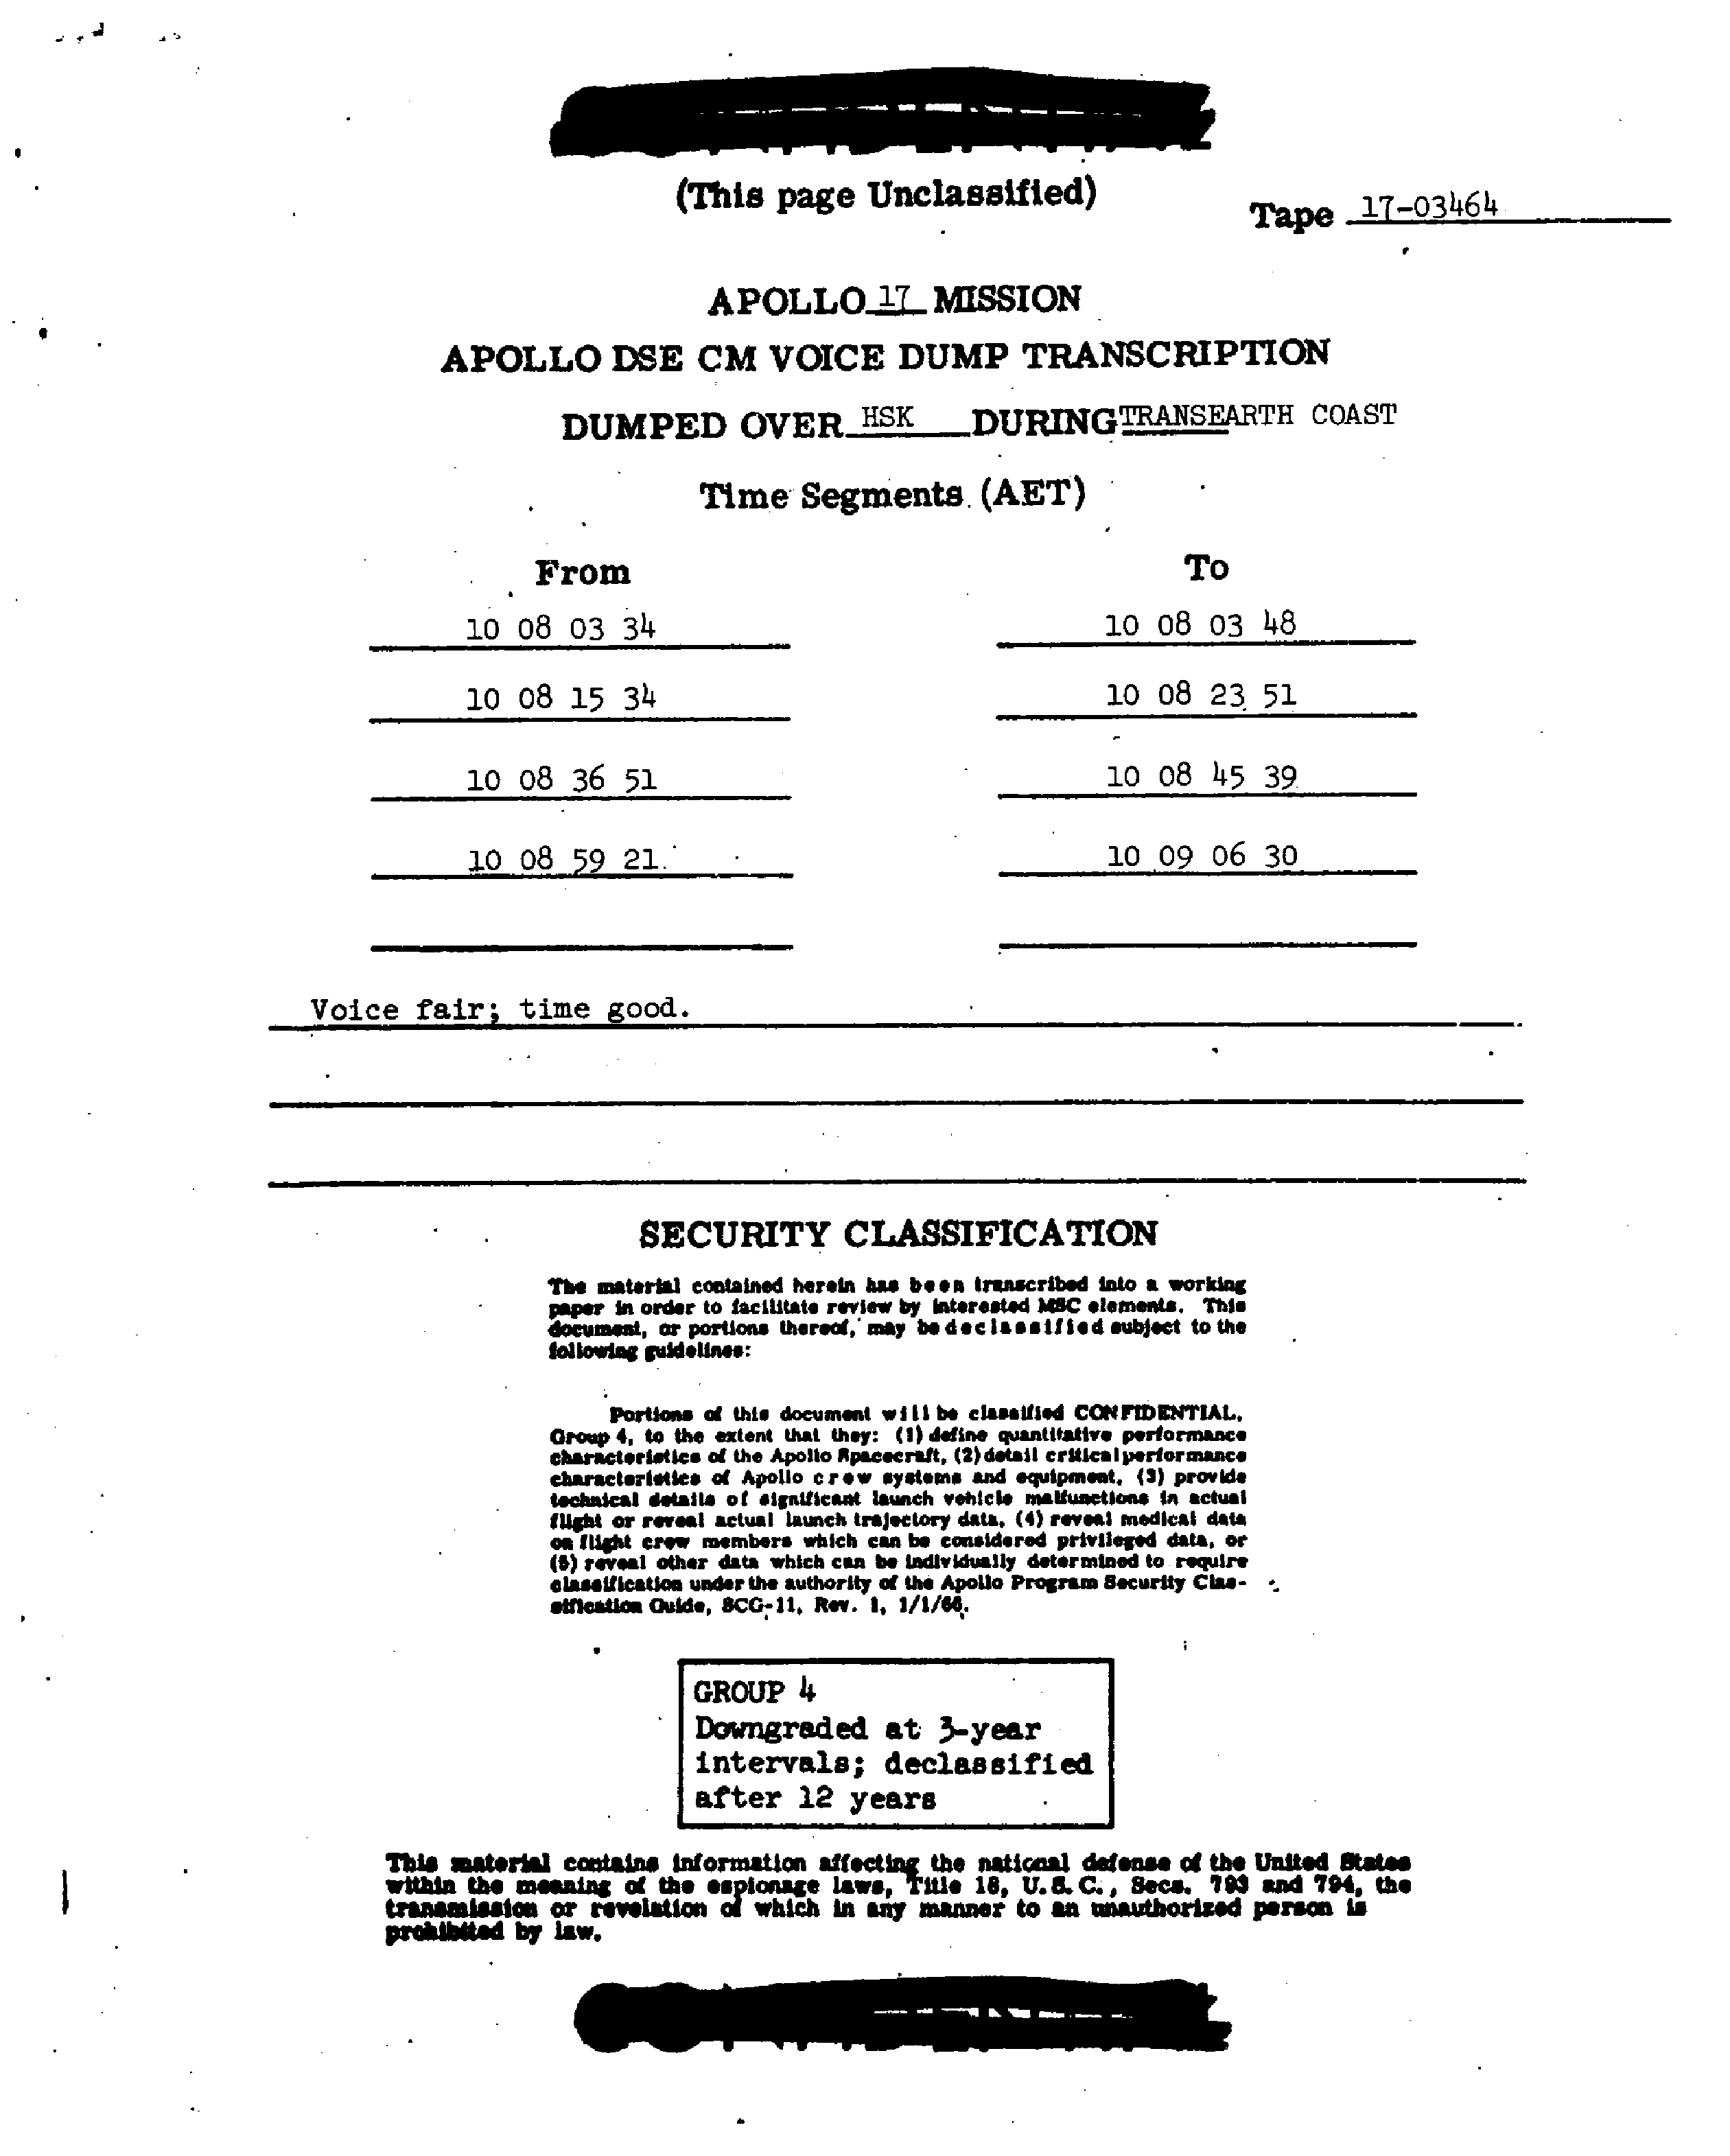 (This page Unclassified)
Tape 17-03464
APOLLO 17 MISSION
APOLLO DSE CM VOICE DUMP TRANSCRIPTION
DUMPED OVER HSK DURING TRANSEARTH COAST
Time Segments (AET)
From To
10 08 03 34 10 08 03 48
10 08 15 34 10 08 23 51
10 08 36 51 10 08 45 39
10 08 59 21 10 09 06 30
Voice fair; time good.
SECURITY CLASSIFICATION
The material contained herein has been transcribed into a working
paper in order to facilitate review by interested MSC elements. This
document, or portions thereof, may be declassified subject to the
following guidelines:
Portions of this document will be classified CONFIDENTIAL,
Group 4, to the extent that they: (1) define quantitative performance
characteristics of the Apollo Spacecraft, (2) detail critical performance
characteristics of Apollo crew systems and equipment, (3) provide
technical details of significant launch vehicle malfunctions in actual
flight or reveal actual launch trajectory data, (4) reveal medical data
on flight crew members which can be considered privileged data, or
(5) reveal other data which can be individually determined to require
classification under the authority of the Apollo Program Security Clas-
sification Guide, SCG-11, Rev. 1, 1/1/66.
GROUP 4
Downgraded at 3-year
intervals; declassified
after 12 years
This material contains information affecting the national defense of the United States
within the meaning of the espionage laws, Title 18, U.S.C., Secs. 793 and 794, the
transmission or revelation of which in any manner to an unauthorized person is
prohibited by law.